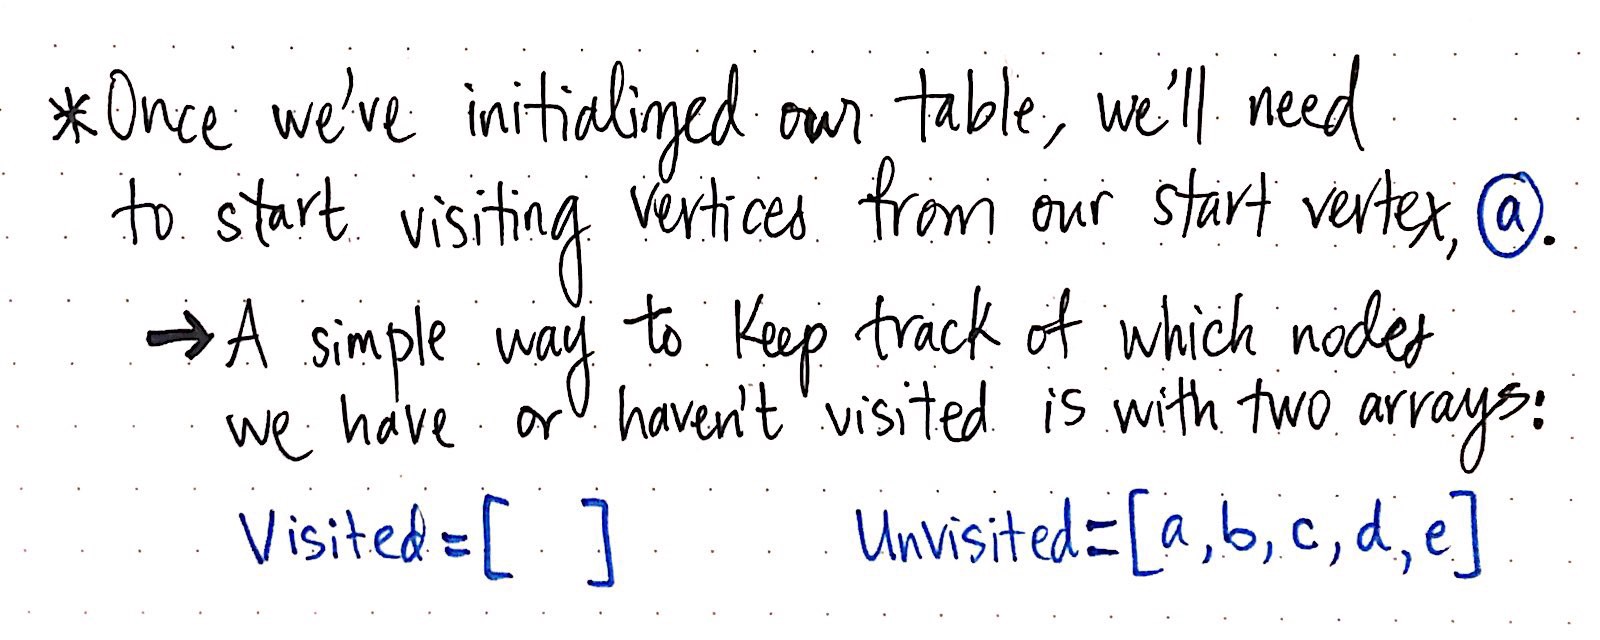 *Once we've initialized our table, we'll need
to start visiting vertices from our start vertex, a.
→ A simple way to keep track of which nodes
we have or haven't visited is with two arrays:
Visited=[ ] Unvisited=[a,b,c,d,e]